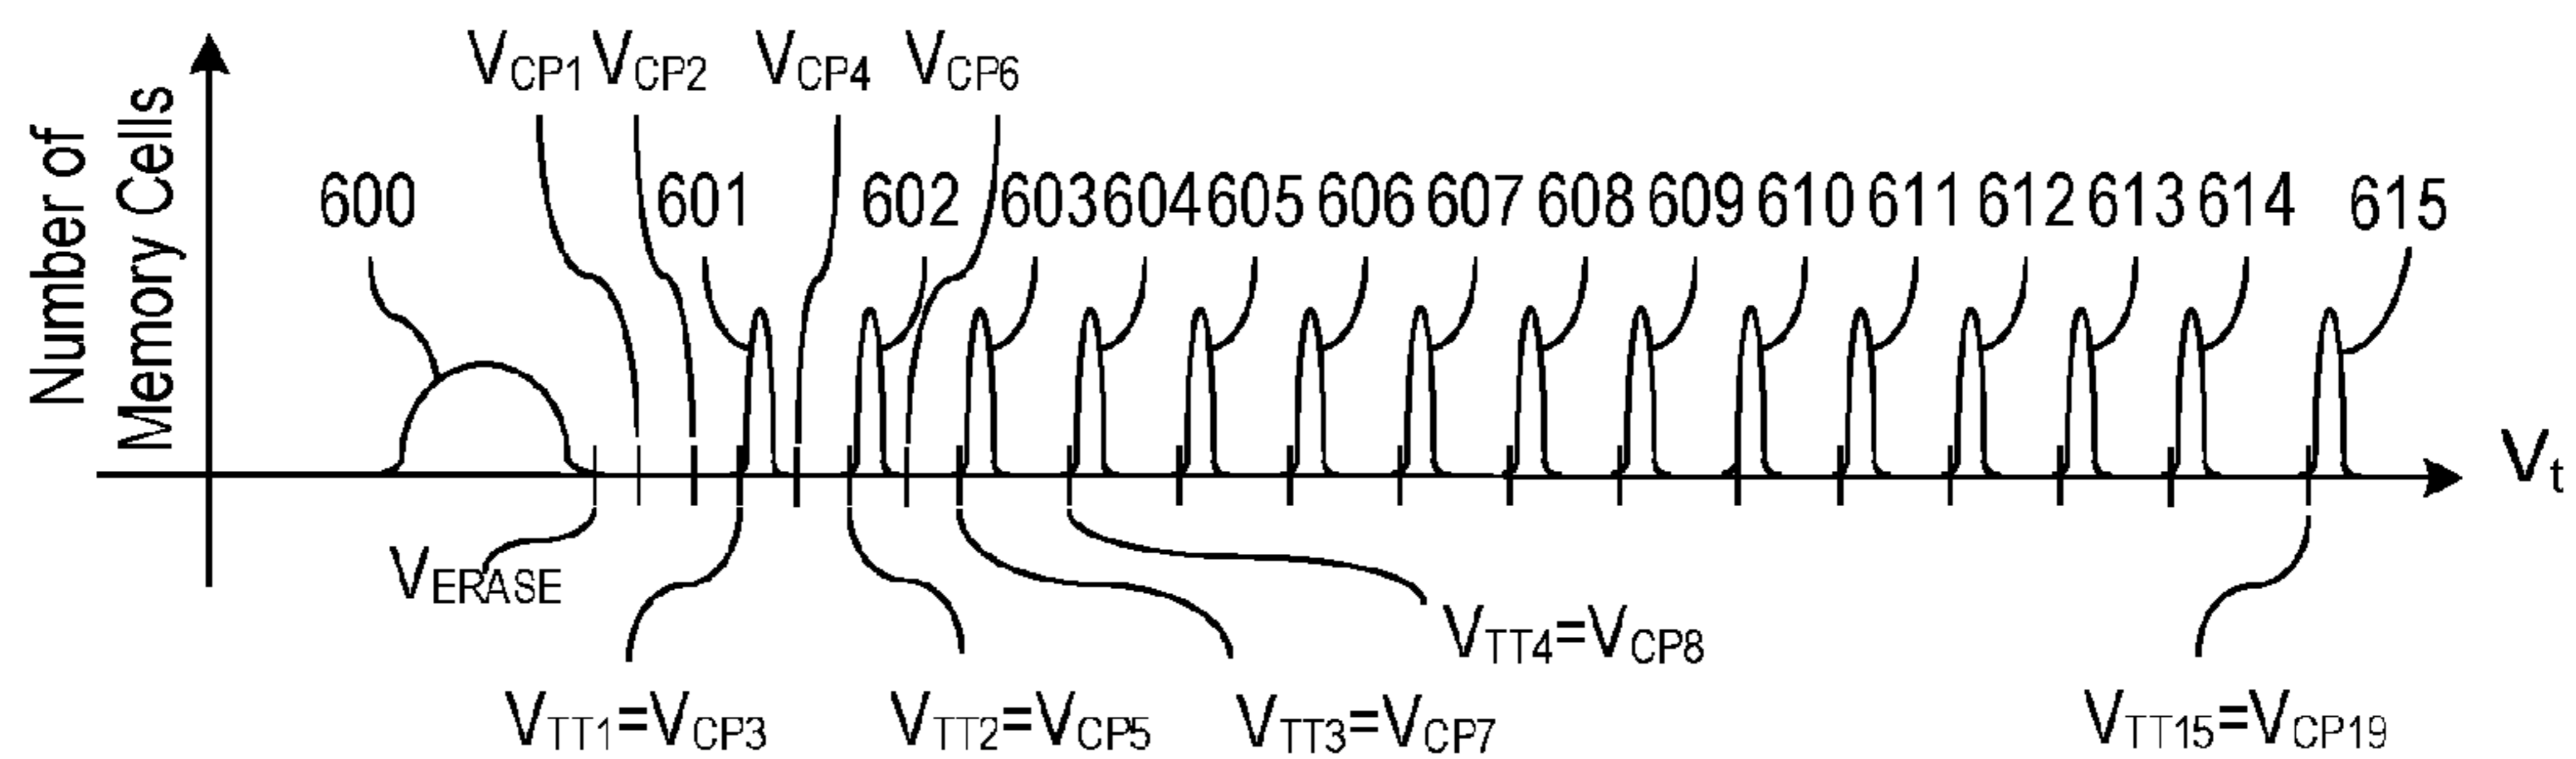 Number of
Memory Cells
VCP1 VCP2 VCP4 VCP6
600 601 602 603 604 605 606 607 608 609 610 611 612 613 614 615
Vt
VERASE
VTT4=VCP8
VTT1=VCP3 VTT2=VCP5 VTT3=VCP7 VTT15=VCP19